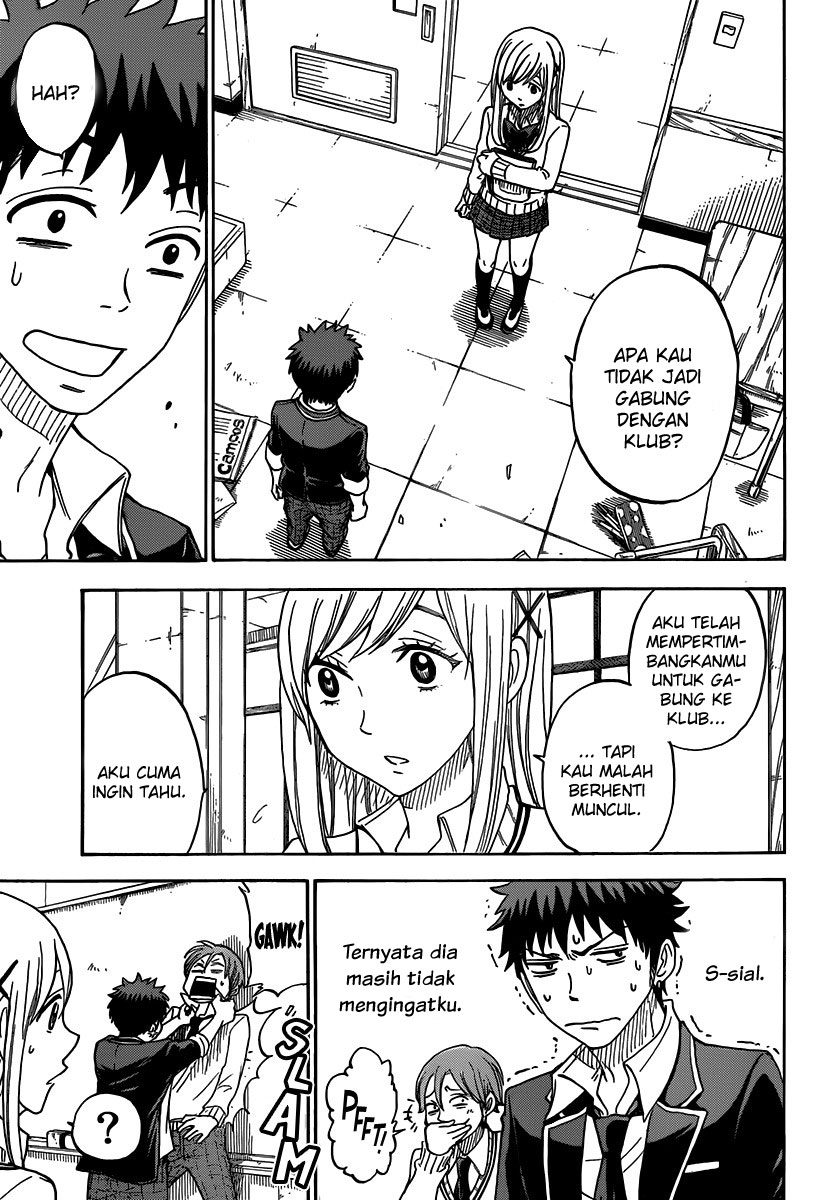 APA KAU
TIDAK JADI
GABUNG
DENGAN
KLUB?
Campos
HAH?
AKU TELAH
MEMPERTIM-
BANGKANMU
UNTUK GA-
BUNG KE
KLUB...
... TAPI
KAU MALAH
BERHENTI
MUNCUL.
AKU CUMA
INGIN TAHU.
S-sial.
Ternyata dia
masih tidak
mengingatku.
PFFT!
GAWK!
SLAM
?